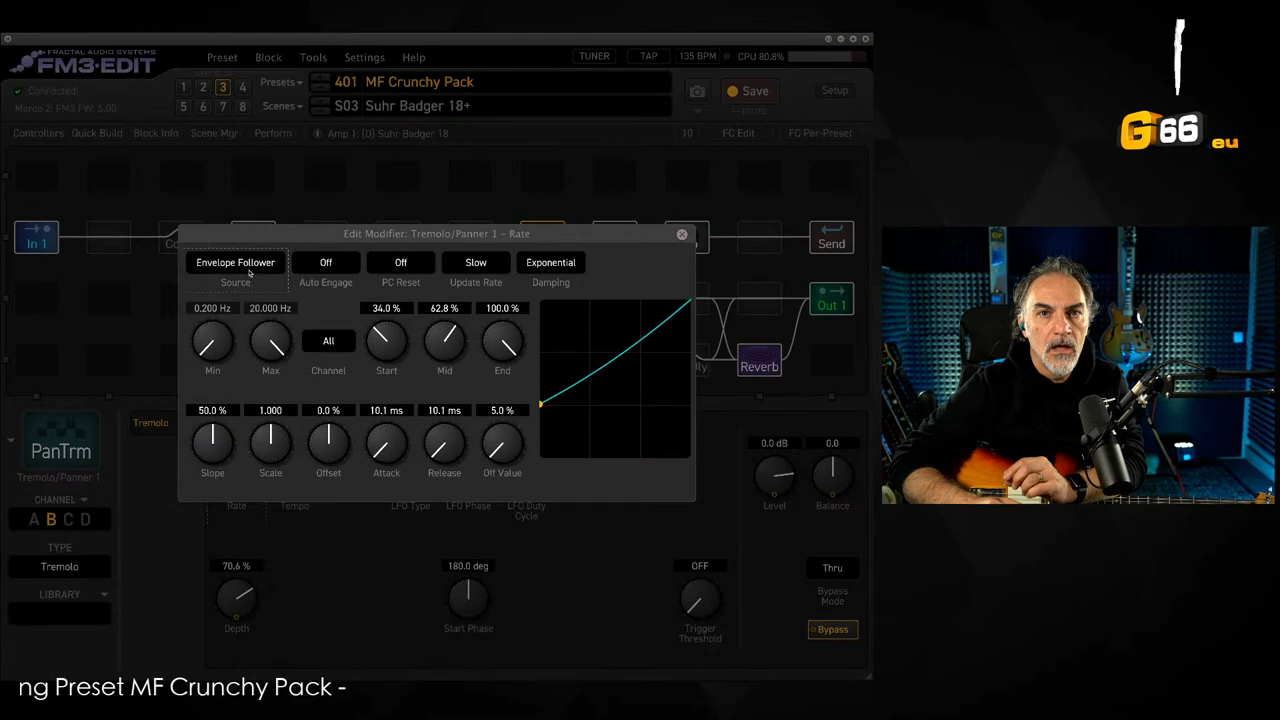 FRACTAL AUDIO SYSTEMS
FM3-EDIT
Preset Block Tools Settings Help
TUNER TAP 135 BPM CPU 80.8%
Connected!
Marco 2: FM3 FW: 5.00
1 2 3 4
5 6 7 8
Presets 401 MF Crunchy Pack
Scenes S03 Suhr Badger 18+
Save
Setup
EDITED
Controllers Quick Build Block Info Scene Mgr Perform
Amp 1: (D) Suhr Badger 18
10 FC Edit FC Per-Preset
G66.eu
In 1
Send
Out 1
Reverb
Edit Modifier: Tremolo/Panner 1 - Rate
Envelope Follower Off Off Slow Exponential
Source Auto Engage PC Reset Update Rate Damping
0.200 Hz 20.000 Hz 34.0 % 62.8 % 100.0 %
All
Min Max Channel Start Mid End
50.0 % 1.000 0.0 % 10.1 ms 10.1 ms 5.0 %
Slope Scale Offset Attack Release Off Value
PanTrm
Tremolo/Panner 1
CHANNEL
A B C D
TYPE
Tremolo
LIBRARY
Tremolo
Rate Tempo LFO Type LFO Phase LFO Duty Cycle
70.6 % 180.0 deg OFF
Depth Start Phase Trigger Threshold
0.0 dB 0.0
Level Balance
Thru
Bypass Mode
Bypass
ng Preset MF Crunchy Pack -